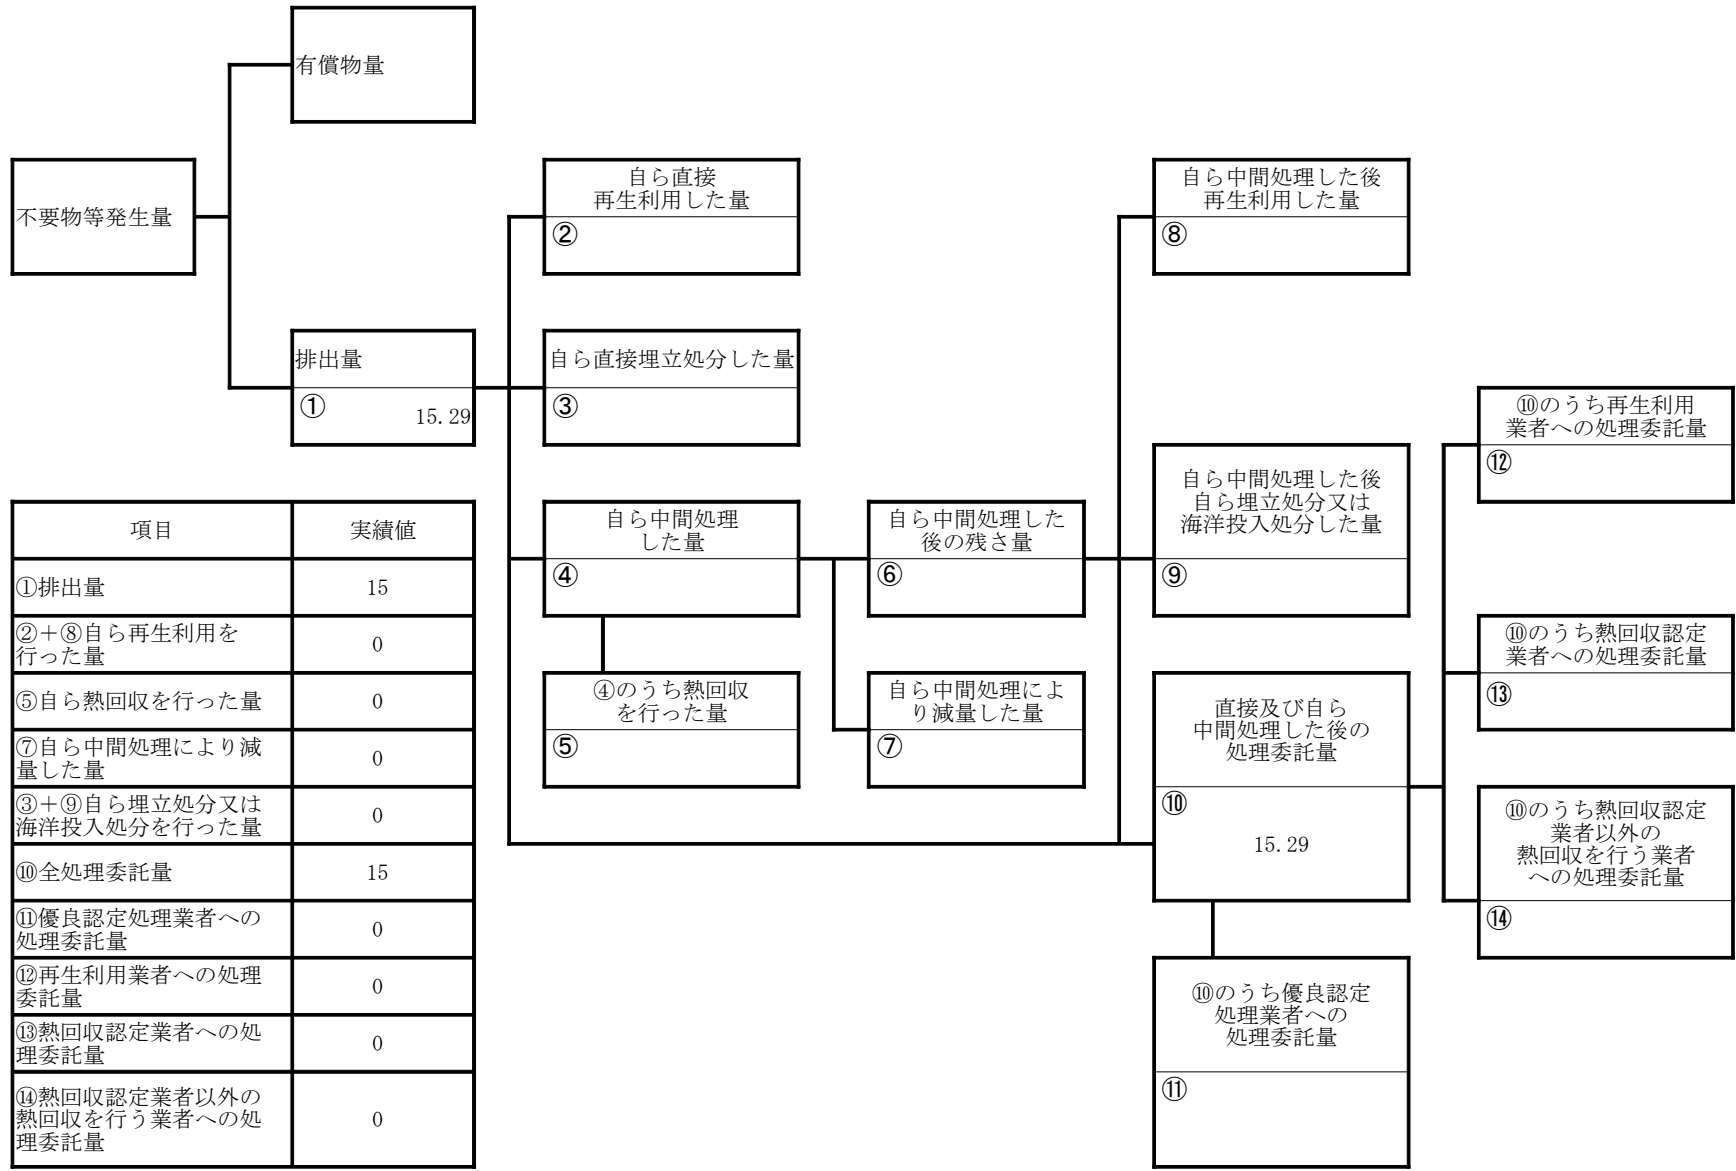 有償物量
不要物等発生量
自ら直接
再生利用した量
②
自ら中間処理した後
再生利用した量
⑧
排出量
①
15.29
自ら直接埋立処分した量
③
⑩のうち再生利用
業者への処理委託量
⑫
自ら中間処理
した量
④
自ら中間処理した
後の残さ量
⑥
自ら中間処理した後
自ら埋立処分又は
海洋投入処分した量
⑨
⑩のうち熱回収認定
業者への処理委託量
⑬
④のうち熱回収
を行った量
⑤
自ら中間処理によ
り減量した量
⑦
直接及び自ら
中間処理した後の
処理委託量
⑩
15.29
⑩のうち熱回収認定
業者以外の
熱回収を行う業者
への処理委託量
⑭
⑩のうち優良認定
処理業者への
処理委託量
⑪
項目 実績値
①排出量 15
②+⑧自ら再生利用を
行った量 0
⑤自ら熱回収を行った量 0
⑦自ら中間処理により減
量した量 0
③+⑨自ら埋立処分又は
海洋投入処分を行った量 0
⑩全処理委託量 15
⑪優良認定処理業者への
処理委託量 0
⑫再生利用業者への処理
委託量 0
⑬熱回収認定業者への処
理委託量 0
⑭熱回収認定業者以外の
熱回収を行う業者への処
理委託量 0